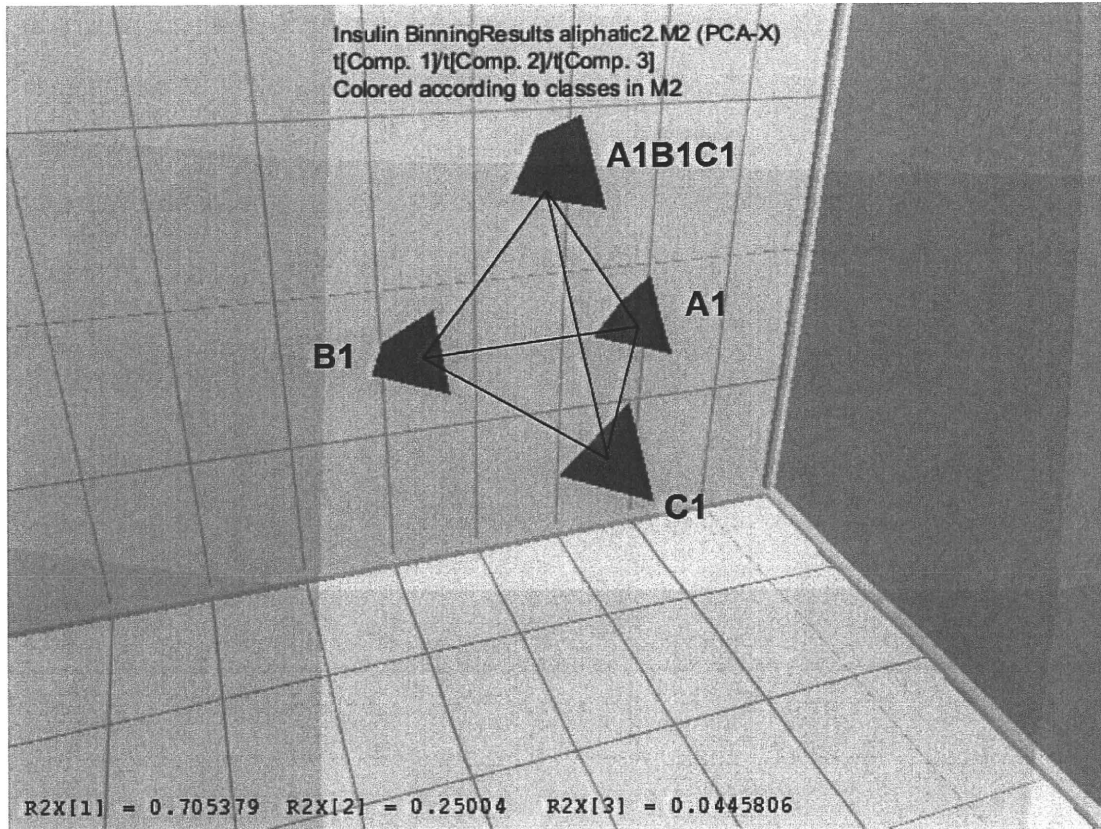 Insulin BinningResults aliphatic2.M2 (PCA-X)
t[Comp. 1]/t[Comp. 2]/t[Comp. 3]
Colored according to classes in M2
A1B1C1
A1
B1
C1
R2X[1] = 0.705379 R2X[2] = 0.25004 R2X[3] = 0.0445806